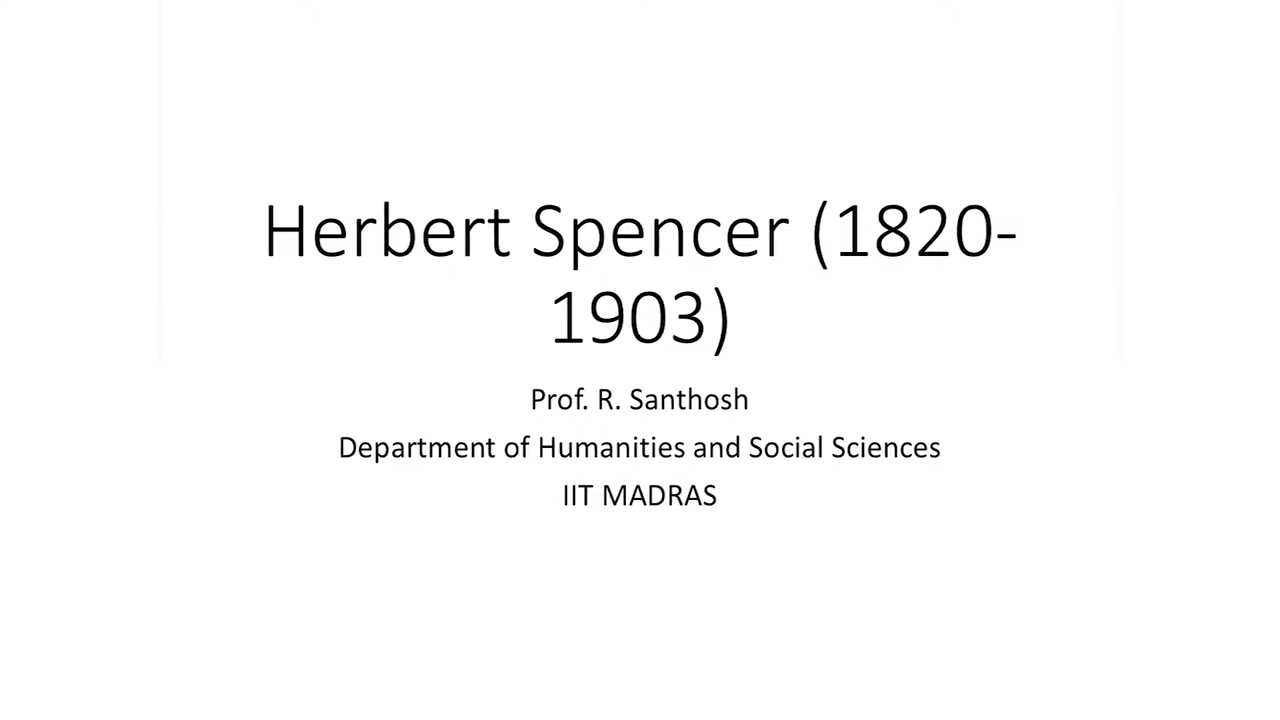 Herbert Spencer (1820-
1903)
Prof. R. Santhosh
Department of Humanities and Social Sciences
IIT MADRAS